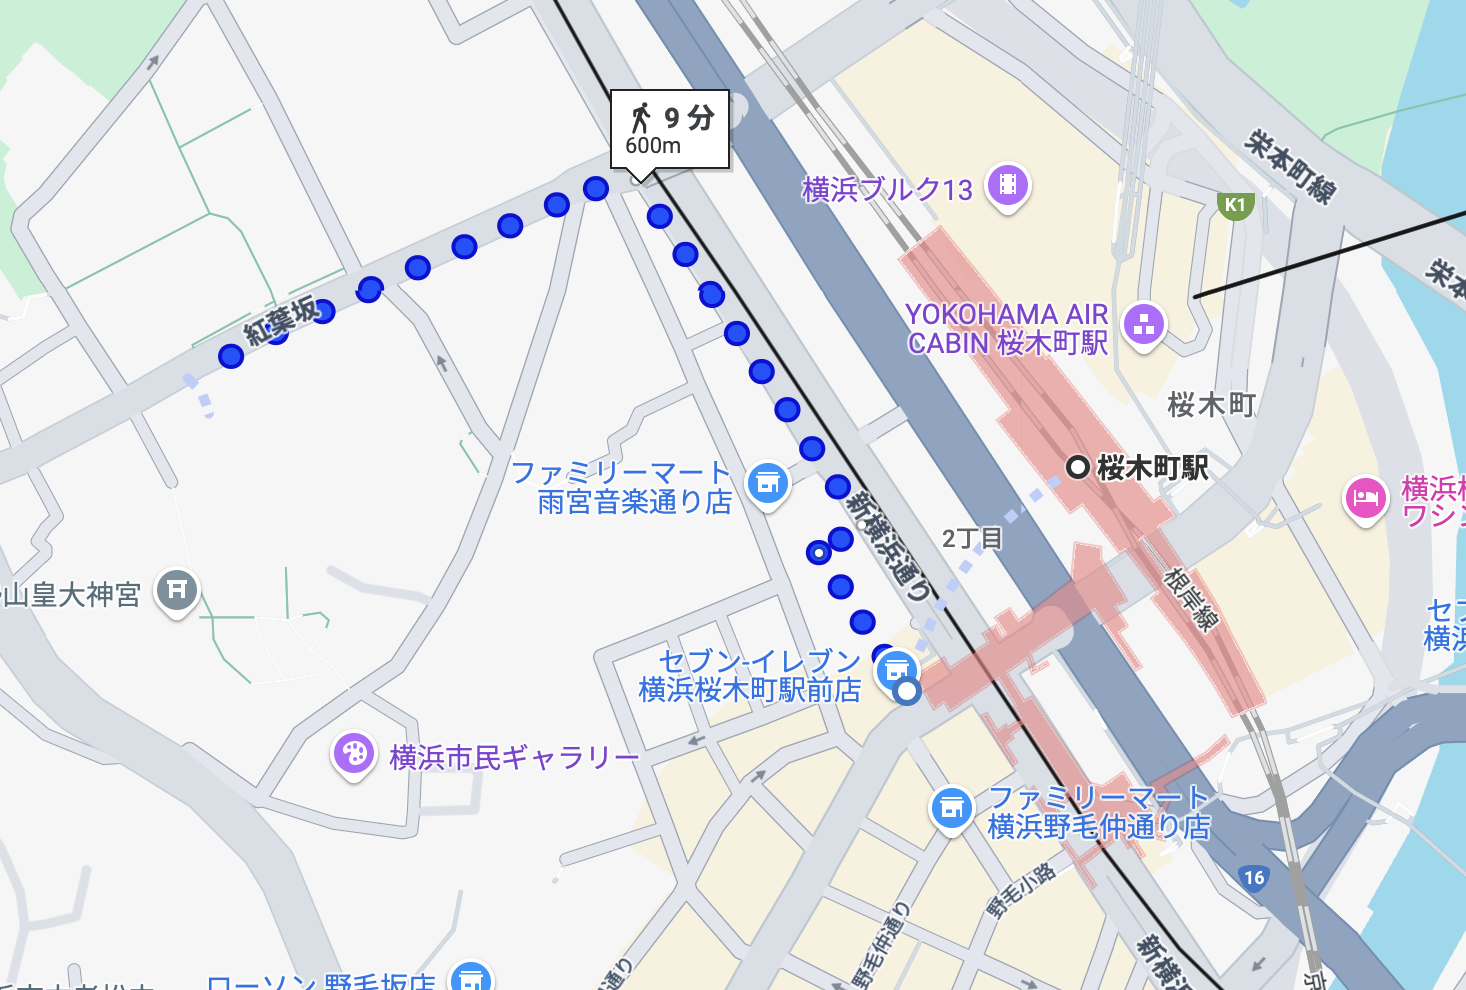 9 分
600m
栄本町線
K1
横浜ブルク13
紅葉坂
YOKOHAMA AIR
CABIN 桜木町駅
桜木町
桜木町駅
ファミリーマート
雨宮音楽通り店
新横浜通り
2丁目
根岸線
山皇大神宮
セブン-イレブン
横浜桜木町駅前店
横浜市民ギャラリー
ファミリーマート
横浜野毛仲通り店
16
野毛小路
野毛仲通り
通り
新横浜
ローソン 野毛坂店
京